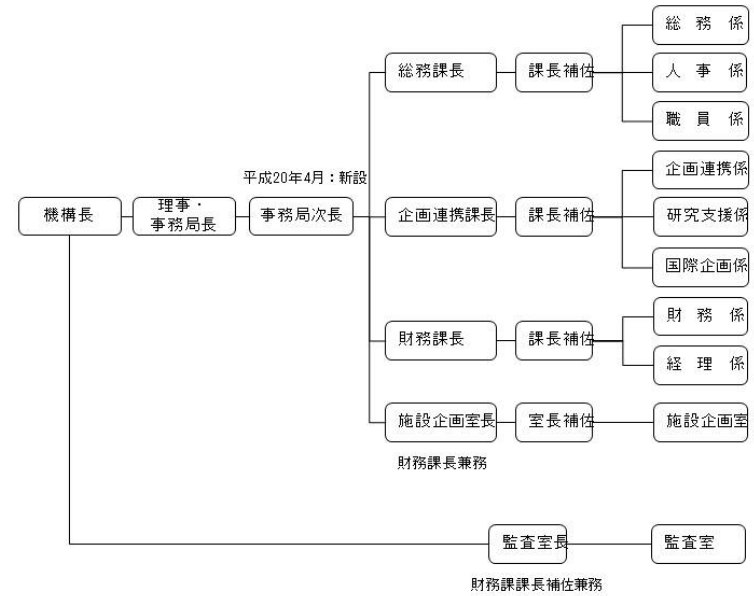 総 務 係
総務課長
課長補佐
人 事 係
職 員 係
平成20年4月：新設
企画連携係
機構長
理事・
事務局長
事務局次長
企画連携課長
課長補佐
研究支援係
国際企画係
財 務 係
財務課長
課長補佐
経 理 係
施設企画室長
室長補佐
施設企画室
財務課長兼務
監査室長
監査室
財務課課長補佐兼務